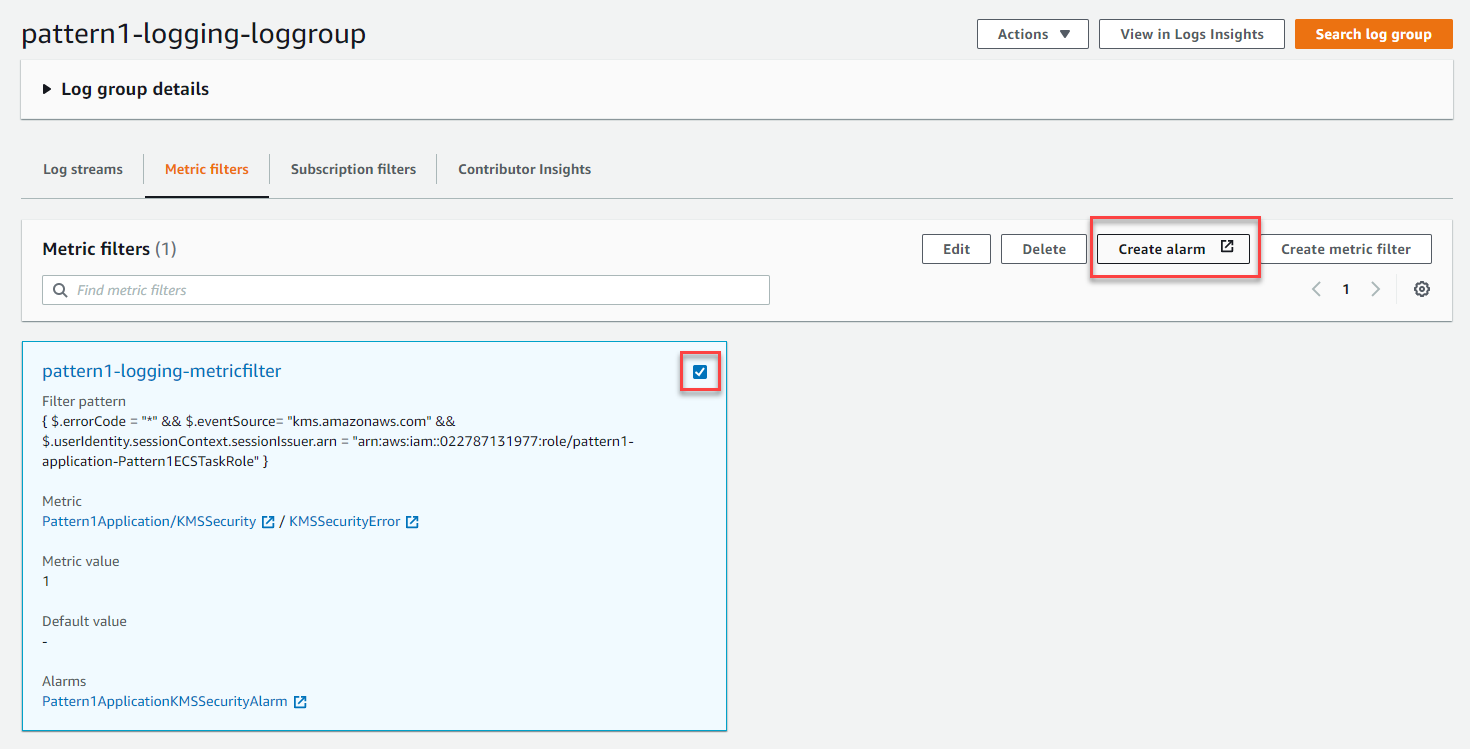 pattern1-logging-loggroup
Actions
View in Logs Insights
Search log group
Log group details
Log streams
Metric filters
Subscription filters
Contributor Insights
Metric filters (1)
Edit
Delete
Create alarm
Create metric filter
Find metric filters
1
pattern1-logging-metricfilter
Filter pattern
{ $.errorCode = "*" && $.eventSource= "kms.amazonaws.com" &&
$.userIdentity.sessionContext.sessionIssuer.arn = "arn:aws:iam::022787131977:role/pattern1-
application-Pattern1ECSTaskRole" }
Metric
Pattern1Application/KMSSecurity / KMSSecurityError
Metric value
1
Default value
-
Alarms
Pattern1ApplicationKMSSecurityAlarm